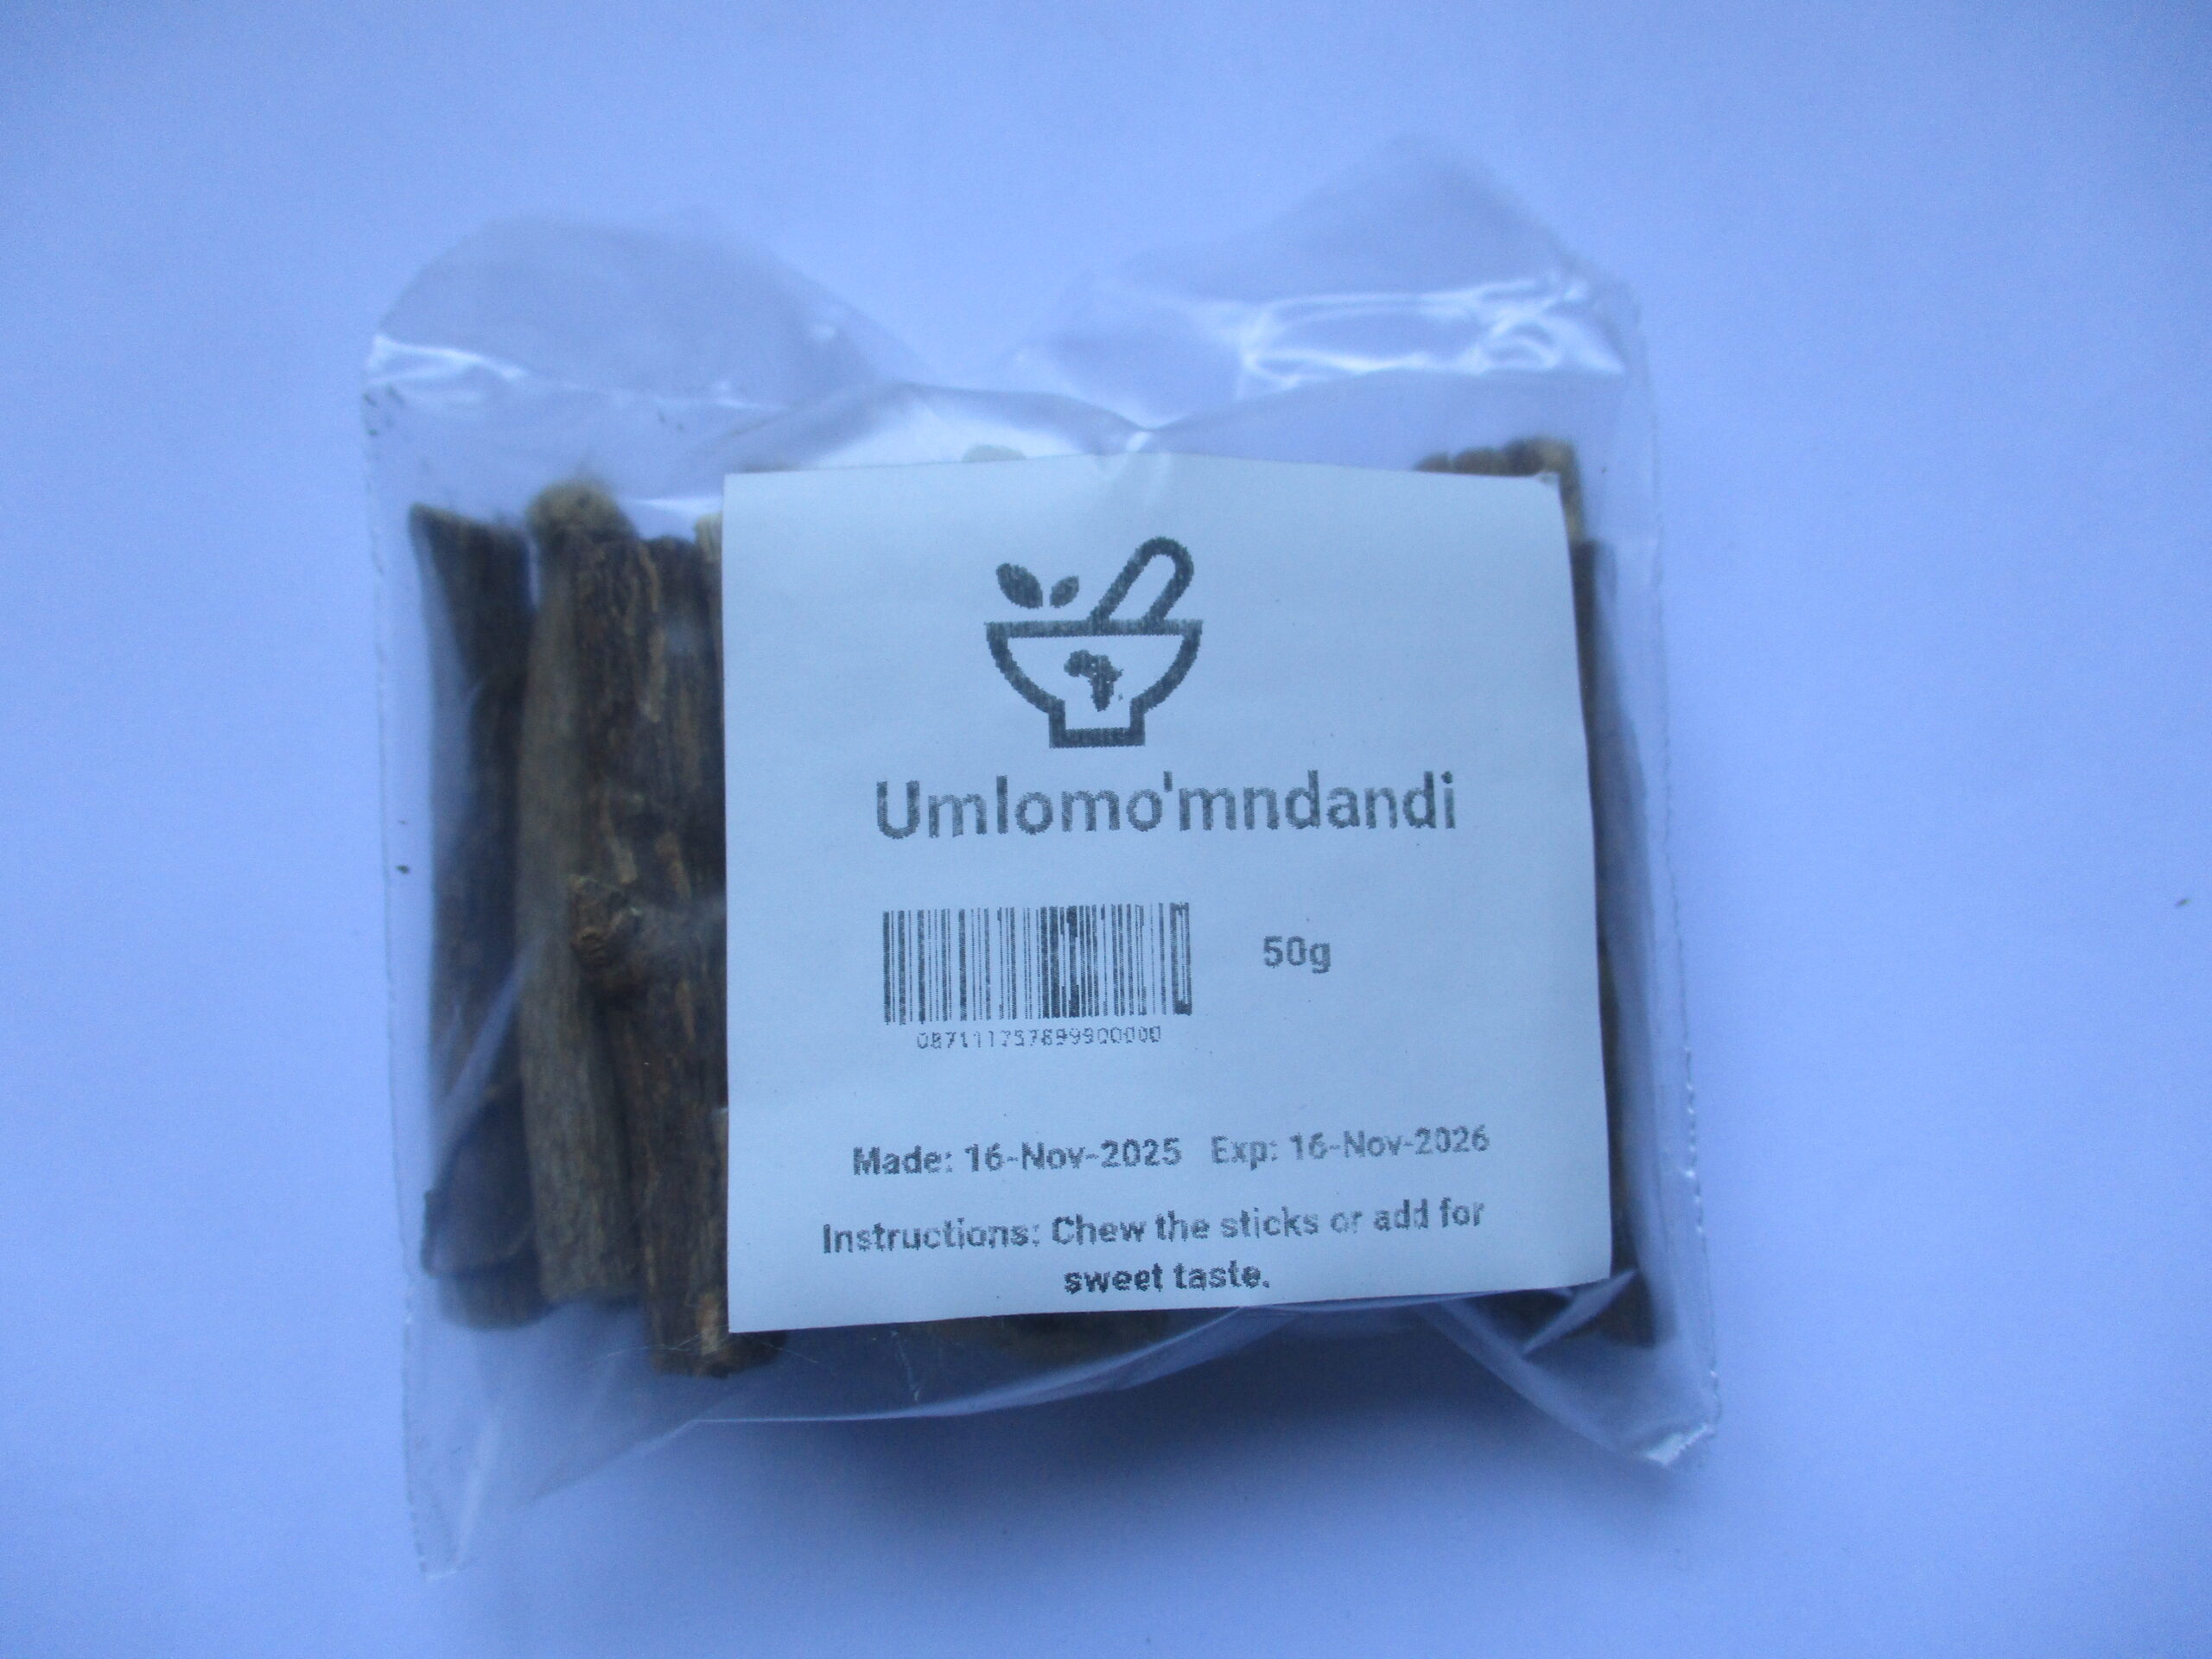 Umlomo'mndandi
50g
Made: 16-Nov-2025 Exp: 16-Nov-2026
Instructions: Chew the sticks or add for
sweet taste.